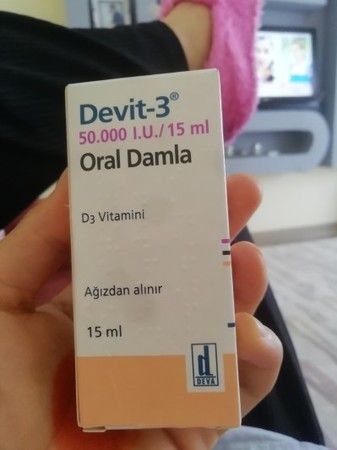 Devit-3®
50.000 I.U./15 ml
Oral Damla
D3 Vitamini
Ağızdan alınır
15 ml
d
DEVA